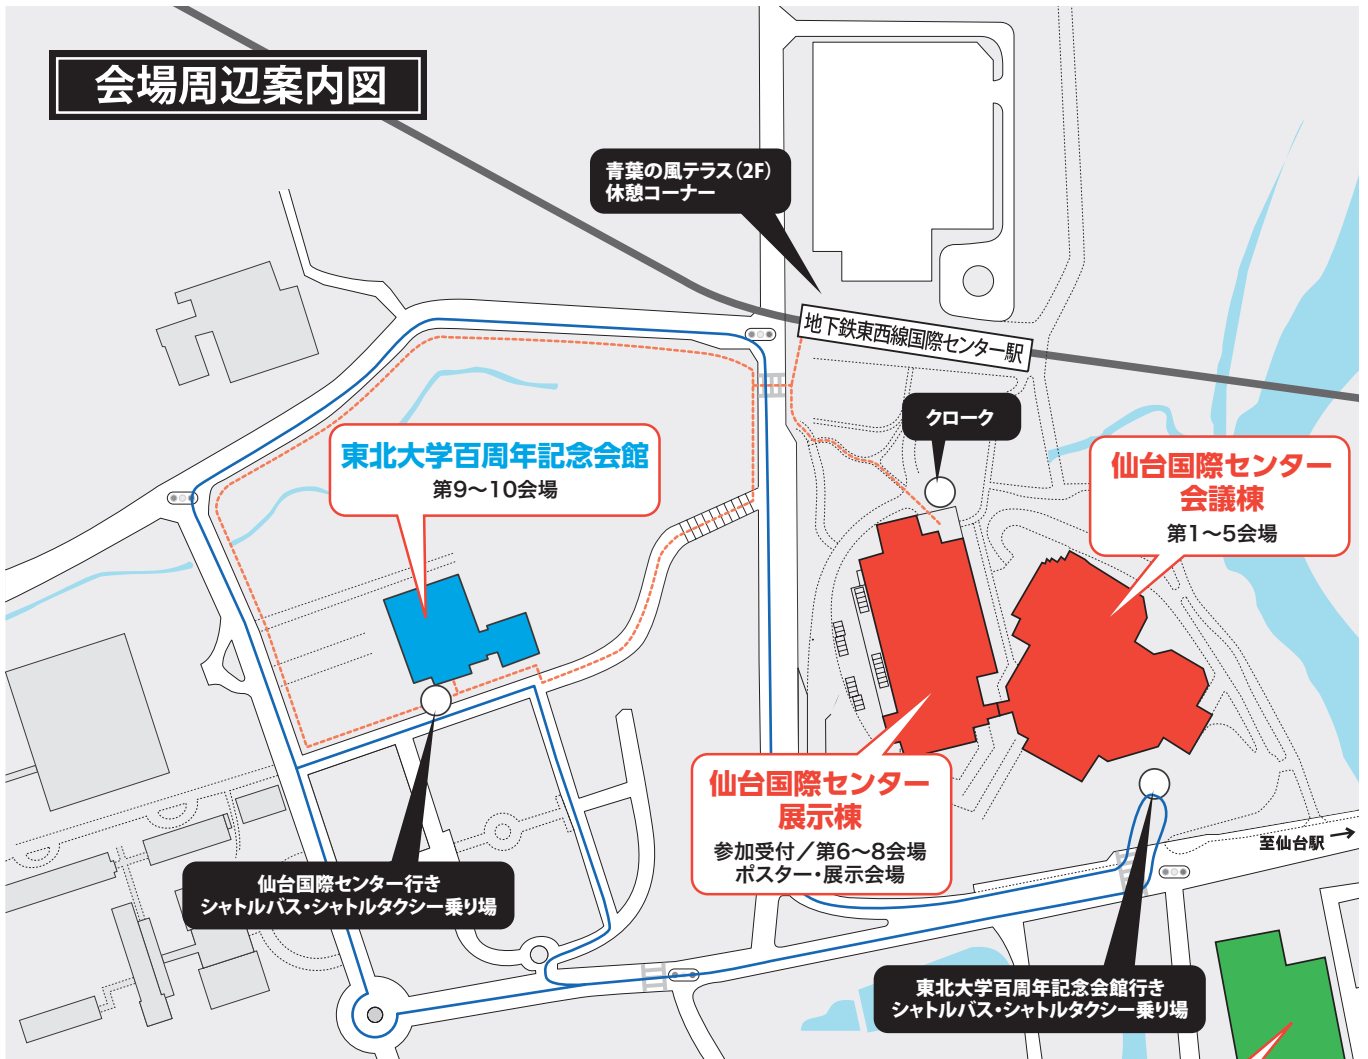 会場周辺案内図
青葉の風テラス（2F）
休憩コーナー
地下鉄東西線国際センター駅
クローク
東北大学百周年記念会館
第9～10会場
仙台国際センター
会議棟
第1～5会場
仙台国際センター
展示棟
参加受付／第6～8会場
ポスター・展示会場
至仙台駅
仙台国際センター行き
シャトルバス・シャトルタクシー乗り場
東北大学百周年記念会館行き
シャトルバス・シャトルタクシー乗り場